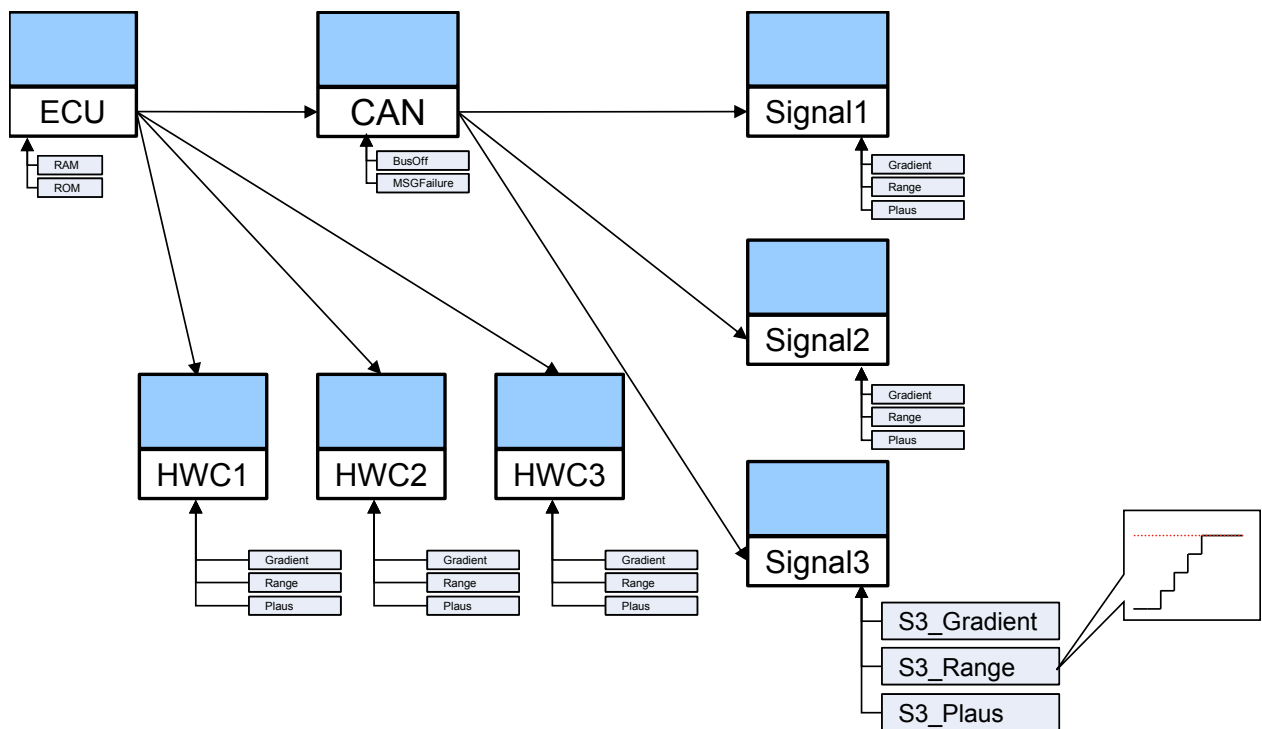 ECU
RAM
ROM
CAN
BusOff
MSGFailure
Signal1
Gradient
Range
Plaus
Signal2
Gradient
Range
Plaus
HWC1
Gradient
Range
Plaus
HWC2
Gradient
Range
Plaus
HWC3
Gradient
Range
Plaus
Signal3
S3_Gradient
S3_Range
S3_Plaus